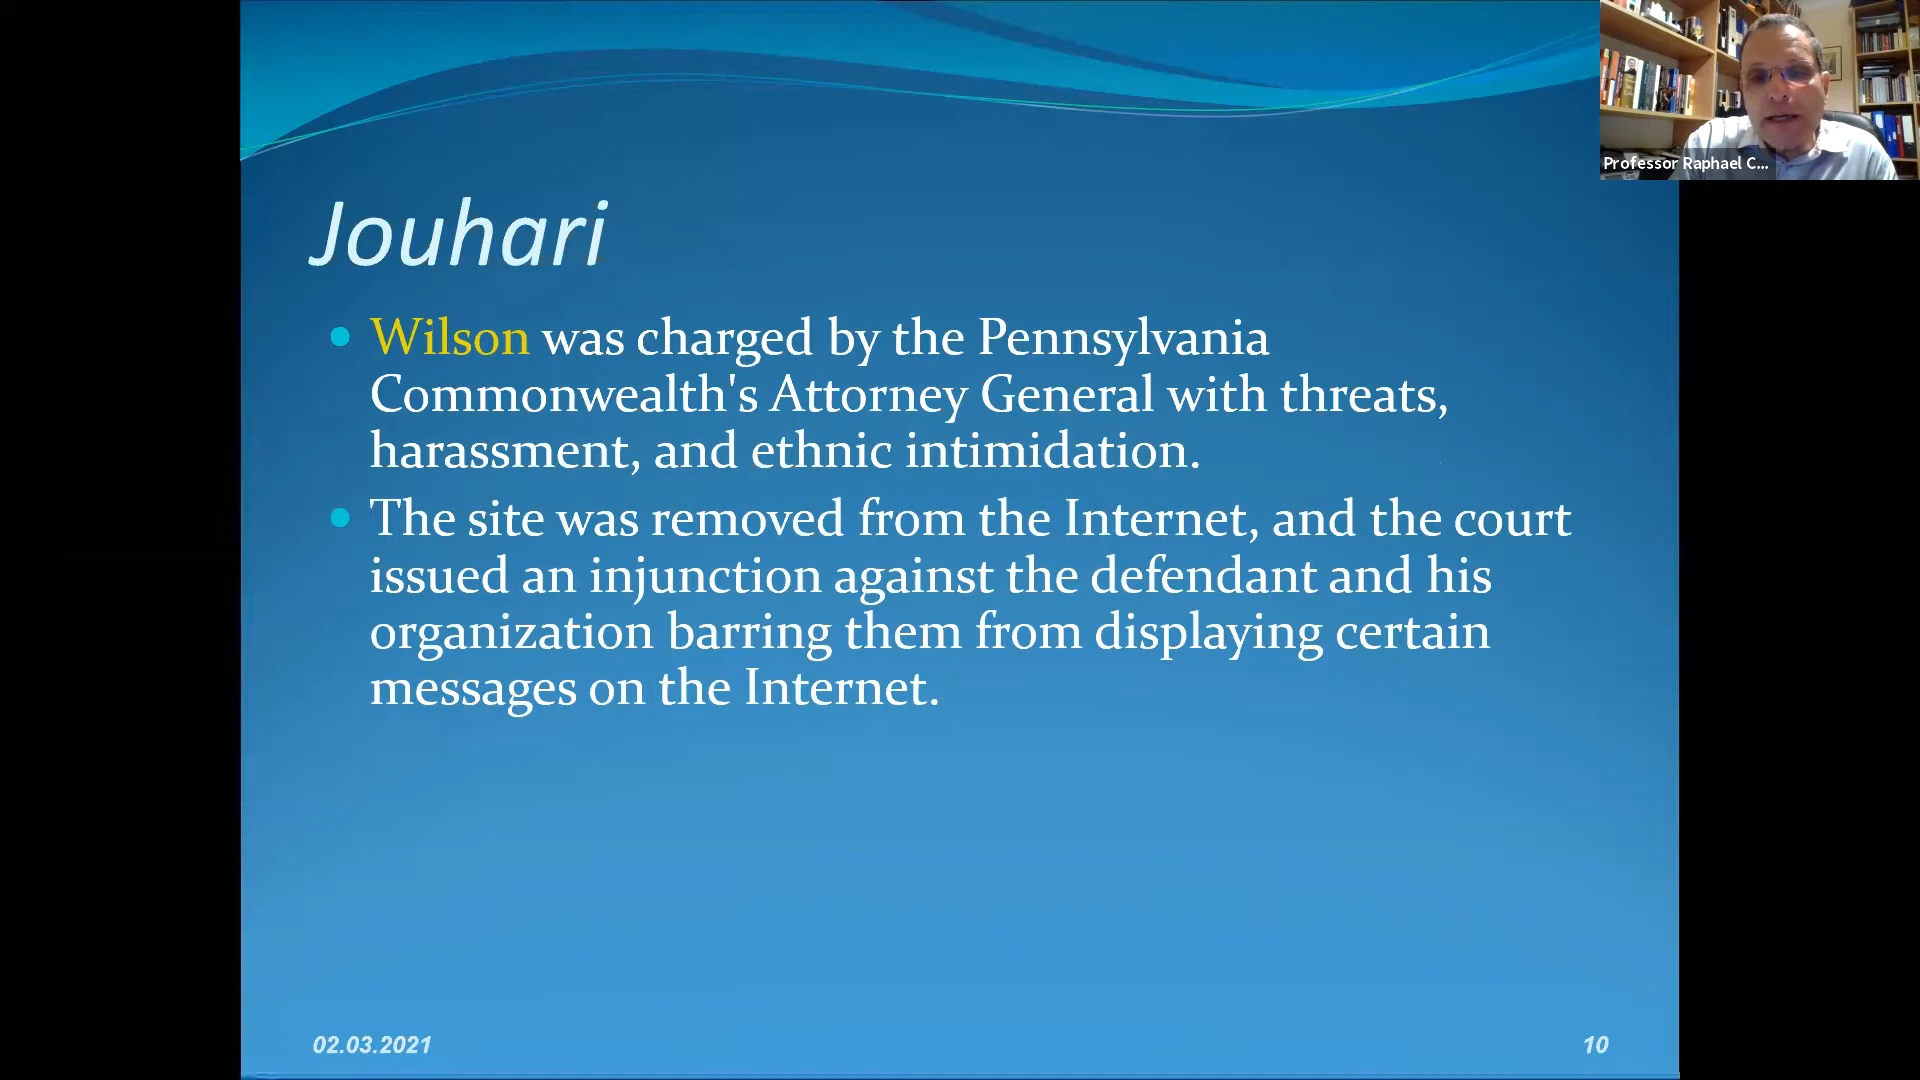 Professor Raphael C...
Jouhari
Wilson was charged by the Pennsylvania
Commonwealth's Attorney General with threats,
harassment, and ethnic intimidation.
The site was removed from the Internet, and the court
issued an injunction against the defendant and his
organization barring them from displaying certain
messages on the Internet.
02.03.2021
10